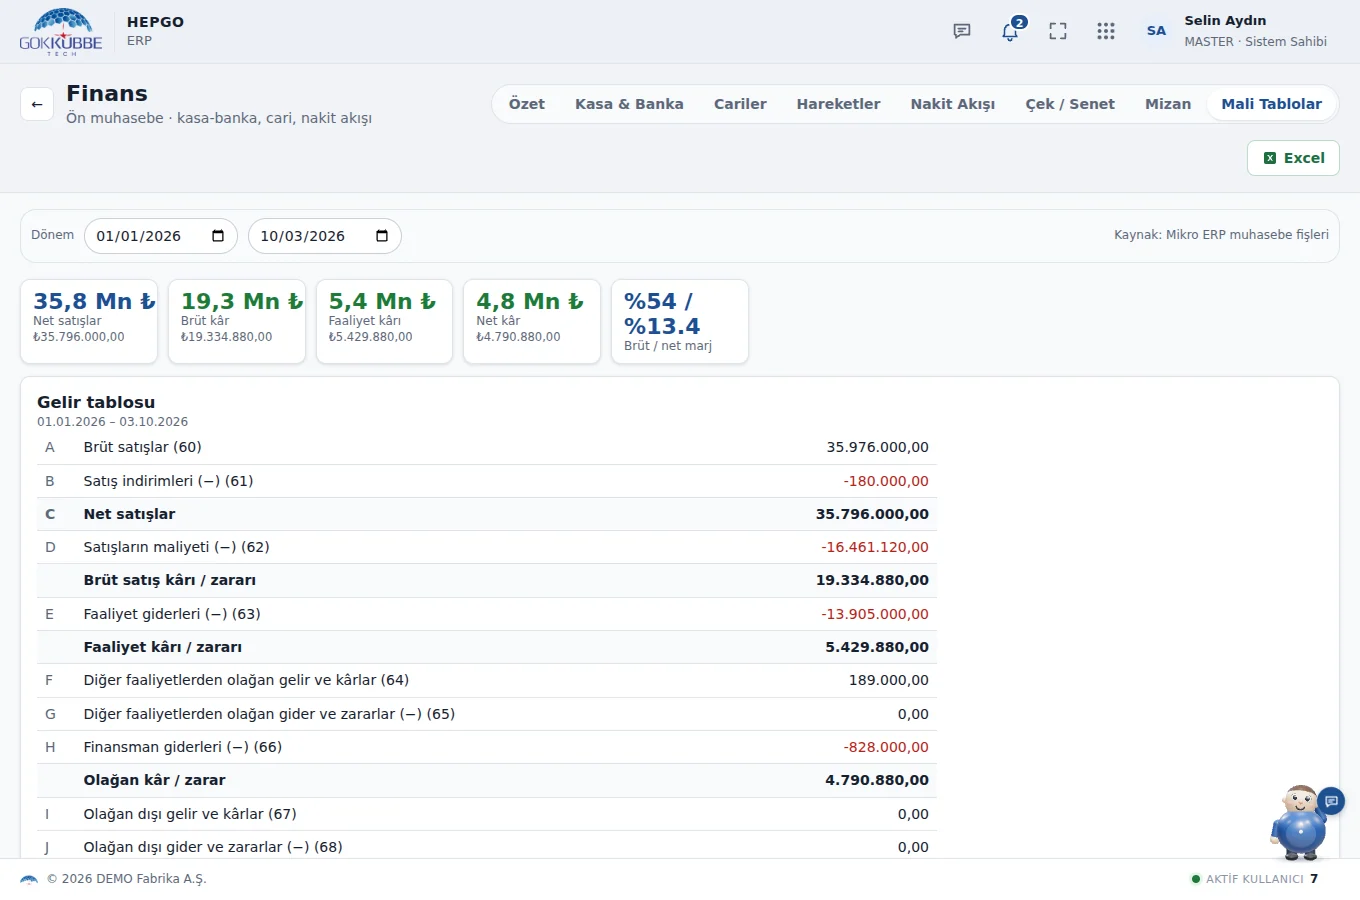 GÖKKUBBE
TECH
HEPGO
ERP
2
SA
Selin Aydın
MASTER · Sistem Sahibi
←
Finans
Ön muhasebe · kasa-banka, cari, nakit akışı
Özet
Kasa & Banka
Cariler
Hareketler
Nakit Akışı
Çek / Senet
Mizan
Mali Tablolar
X Excel
Dönem
01/01/2026
10/03/2026
Kaynak: Mikro ERP muhasebe fişleri
35,8 Mn ₺
Net satışlar
₺35.796.000,00
19,3 Mn ₺
Brüt kâr
₺19.334.880,00
5,4 Mn ₺
Faaliyet kârı
₺5.429.880,00
4,8 Mn ₺
Net kâr
₺4.790.880,00
%54 /
%13.4
Brüt / net marj
Gelir tablosu
01.01.2026 – 03.10.2026
A Brüt satışlar (60) 35.976.000,00
B Satış indirimleri (−) (61) -180.000,00
C Net satışlar 35.796.000,00
D Satışların maliyeti (−) (62) -16.461.120,00
Brüt satış kârı / zararı 19.334.880,00
E Faaliyet giderleri (−) (63) -13.905.000,00
Faaliyet kârı / zararı 5.429.880,00
F Diğer faaliyetlerden olağan gelir ve kârlar (64) 189.000,00
G Diğer faaliyetlerden olağan gider ve zararlar (−) (65) 0,00
H Finansman giderleri (−) (66) -828.000,00
Olağan kâr / zarar 4.790.880,00
I Olağan dışı gelir ve kârlar (67) 0,00
J Olağan dışı gider ve zararlar (−) (68) 0,00
© 2026 DEMO Fabrika A.Ş.
AKTİF KULLANICI 7